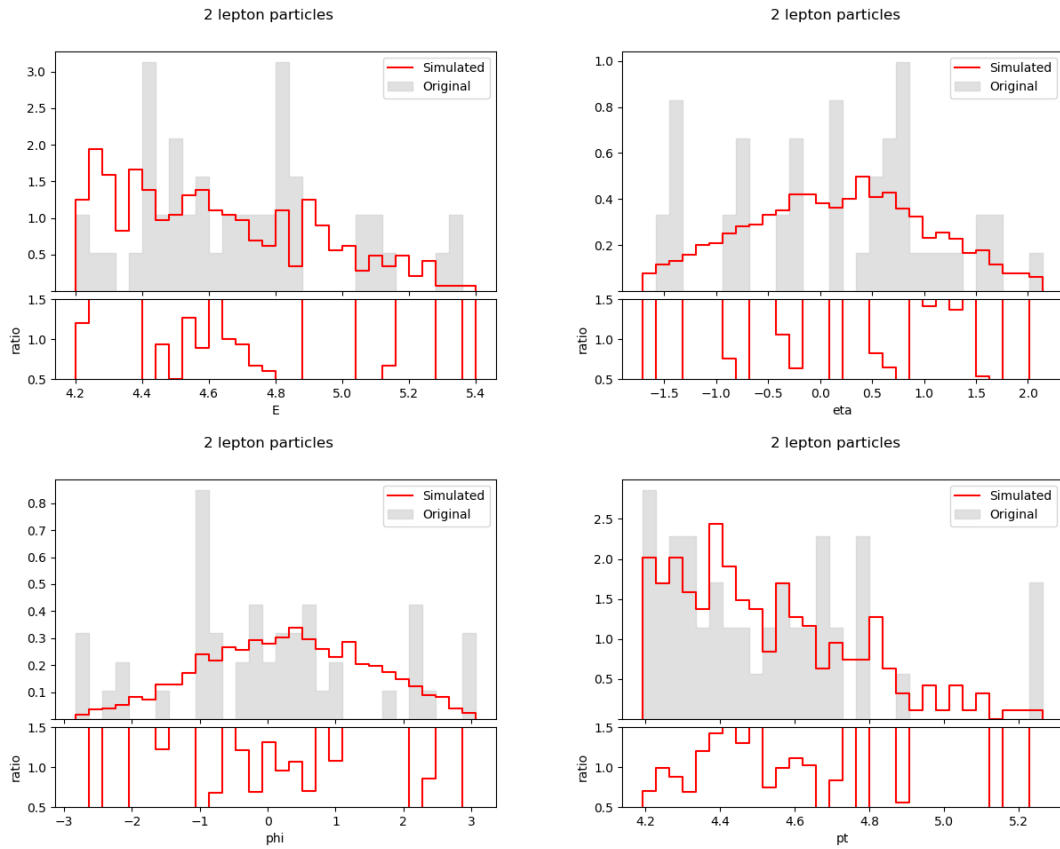 2 lepton particles
2 lepton particles
3.0
2.5
2.0
1.5
1.0
0.5
Simulated
Original
1.5
1.0
0.5
ratio
4.2 4.4 4.6 4.8 5.0 5.2 5.4
E
1.0
0.8
0.6
0.4
0.2
Simulated
Original
1.5
1.0
0.5
ratio
−1.5 −1.0 −0.5 0.0 0.5 1.0 1.5 2.0
eta
2 lepton particles
2 lepton particles
0.8
0.7
0.6
0.5
0.4
0.3
0.2
0.1
Simulated
Original
1.5
1.0
0.5
ratio
−3 −2 −1 0 1 2 3
phi
2.5
2.0
1.5
1.0
0.5
Simulated
Original
1.5
1.0
0.5
ratio
4.2 4.4 4.6 4.8 5.0 5.2
pt